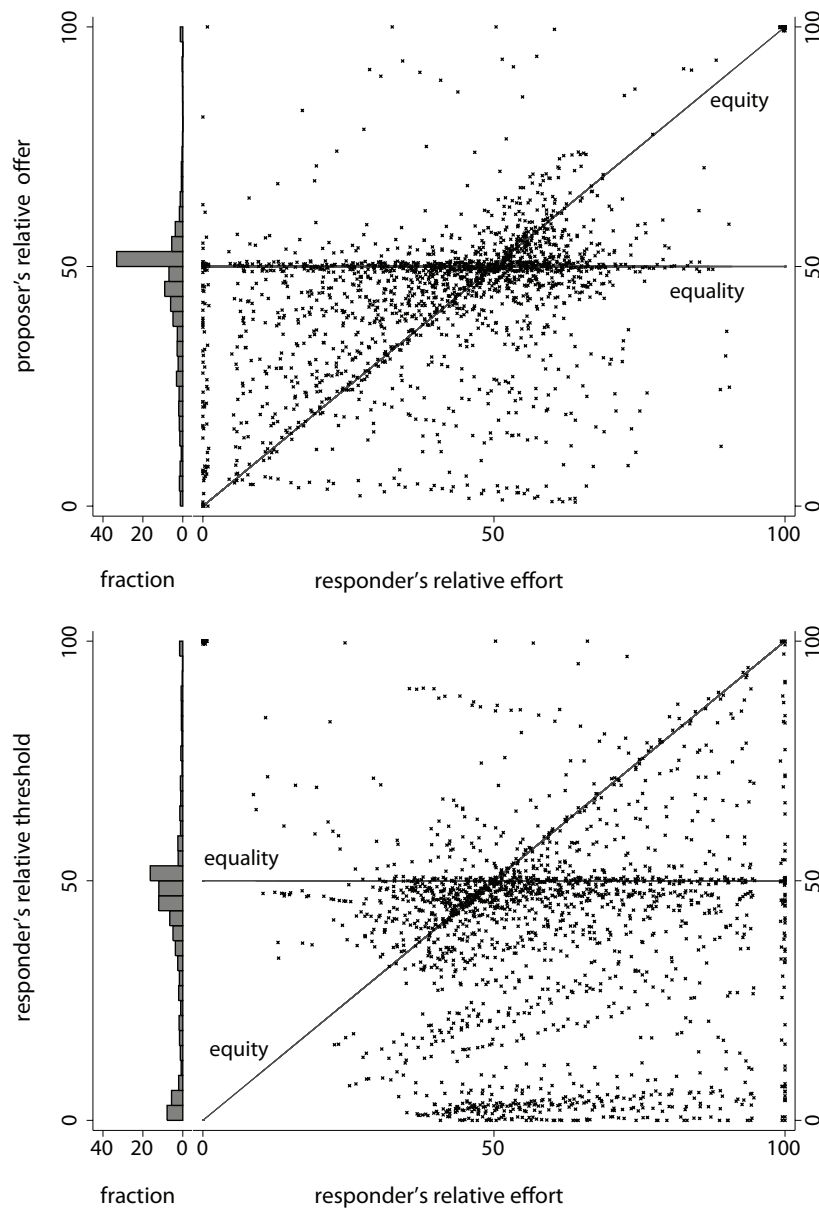 100
50
0
proposer's relative offer
equity
equality
100
50
0
40 20 0
0 50 100
fraction
responder's relative effort
100
50
0
responder's relative threshold
equality
equity
100
50
0
40 20 0
0 50 100
fraction
responder's relative effort